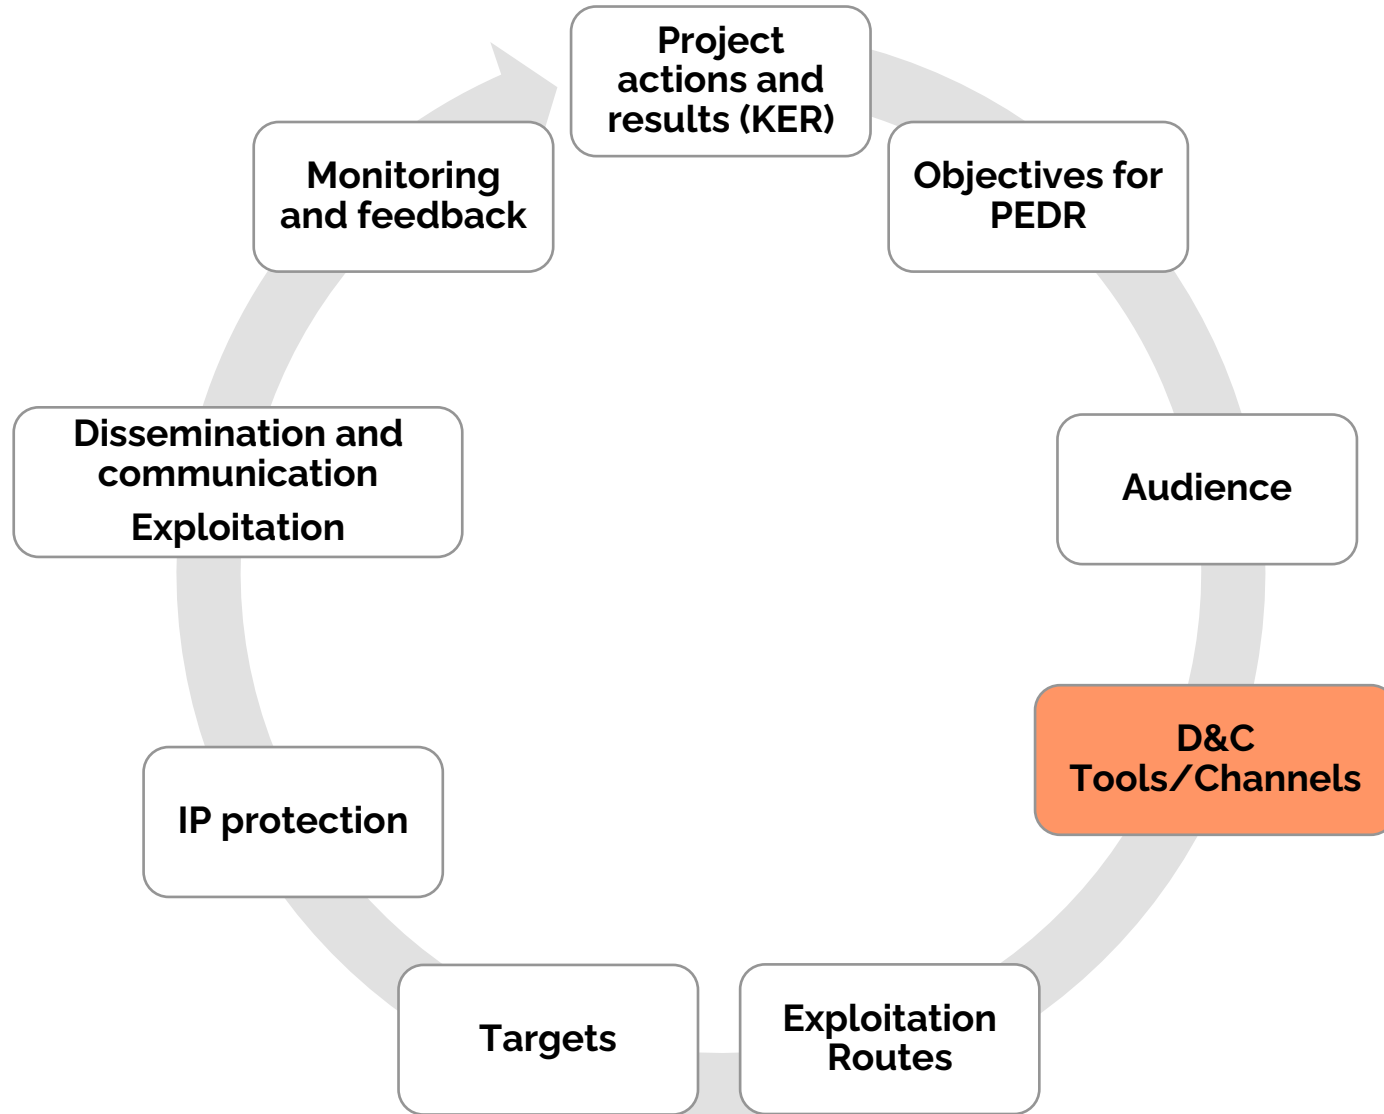 Project
actions and
results (KER)
Objectives for
PEDR
Audience
D&C
Tools/Channels
Exploitation
Routes
Targets
IP protection
Dissemination and
communication
Exploitation
Monitoring
and feedback